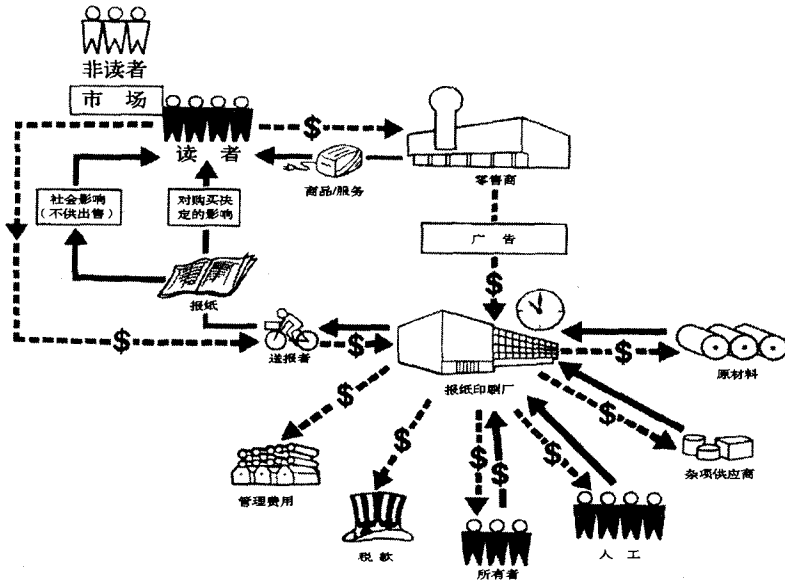 非读者
市 场
读 者
$
商品/服务
零售商
社会影响
(不供出售)
对购买决
定的影响
广 告
$
报纸
$
送报者
$
报纸印刷厂
$
原材料
$
管理费用
$
税 款
$
$
所有者
$
人 工
$
杂项供应商